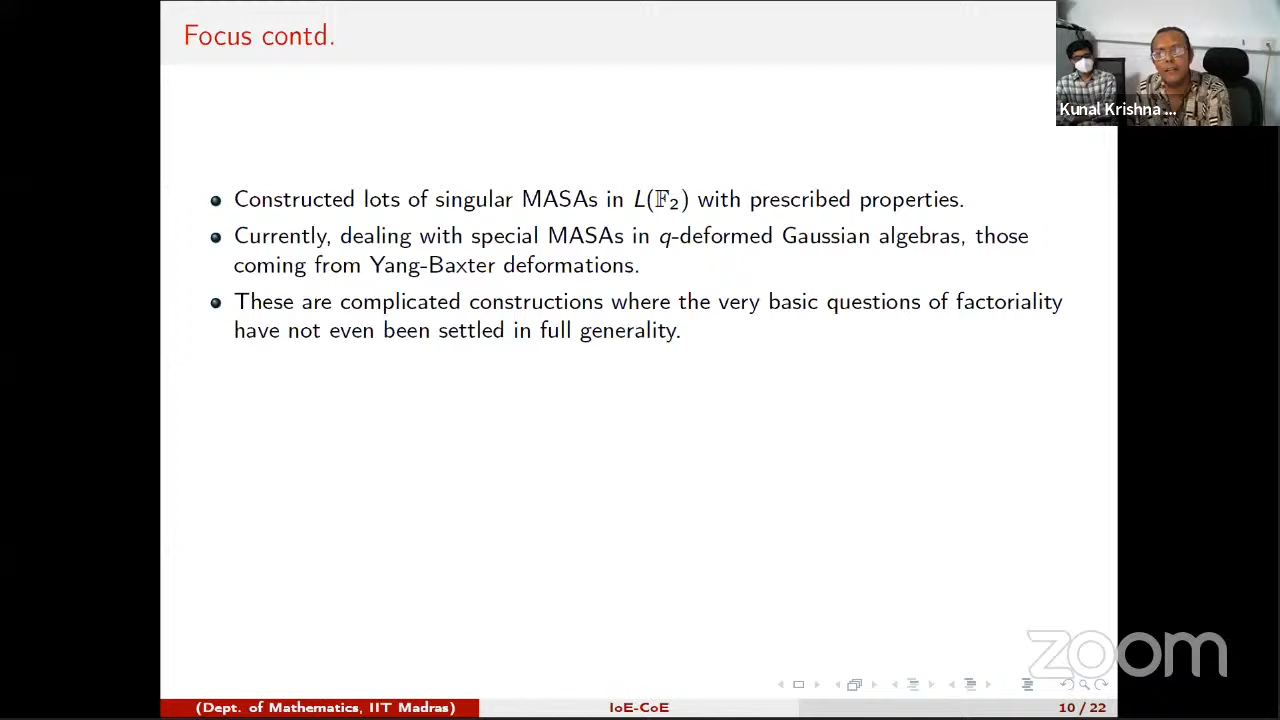 Focus contd.
Kunal Krishna ...
Constructed lots of singular MASAs in L(𝔽₂) with prescribed properties.
Currently, dealing with special MASAs in q-deformed Gaussian algebras, those
coming from Yang-Baxter deformations.
These are complicated constructions where the very basic questions of factoriality
have not even been settled in full generality.
zoom
(Dept. of Mathematics, IIT Madras)
IoE-CoE
10 / 22